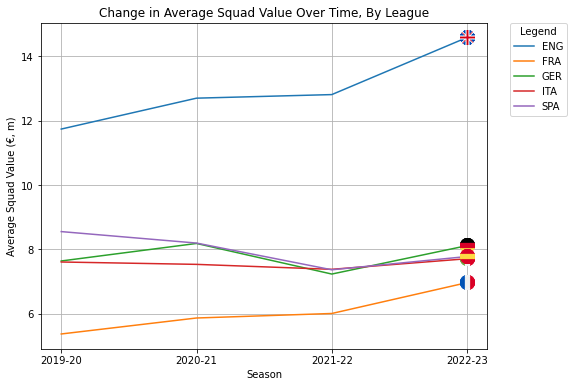 Change in Average Squad Value Over Time, By League
Legend
ENG
FRA
GER
ITA
SPA
Average Squad Value (€, m)
14
12
10
8
6
2019-20
2020-21
2021-22
2022-23
Season